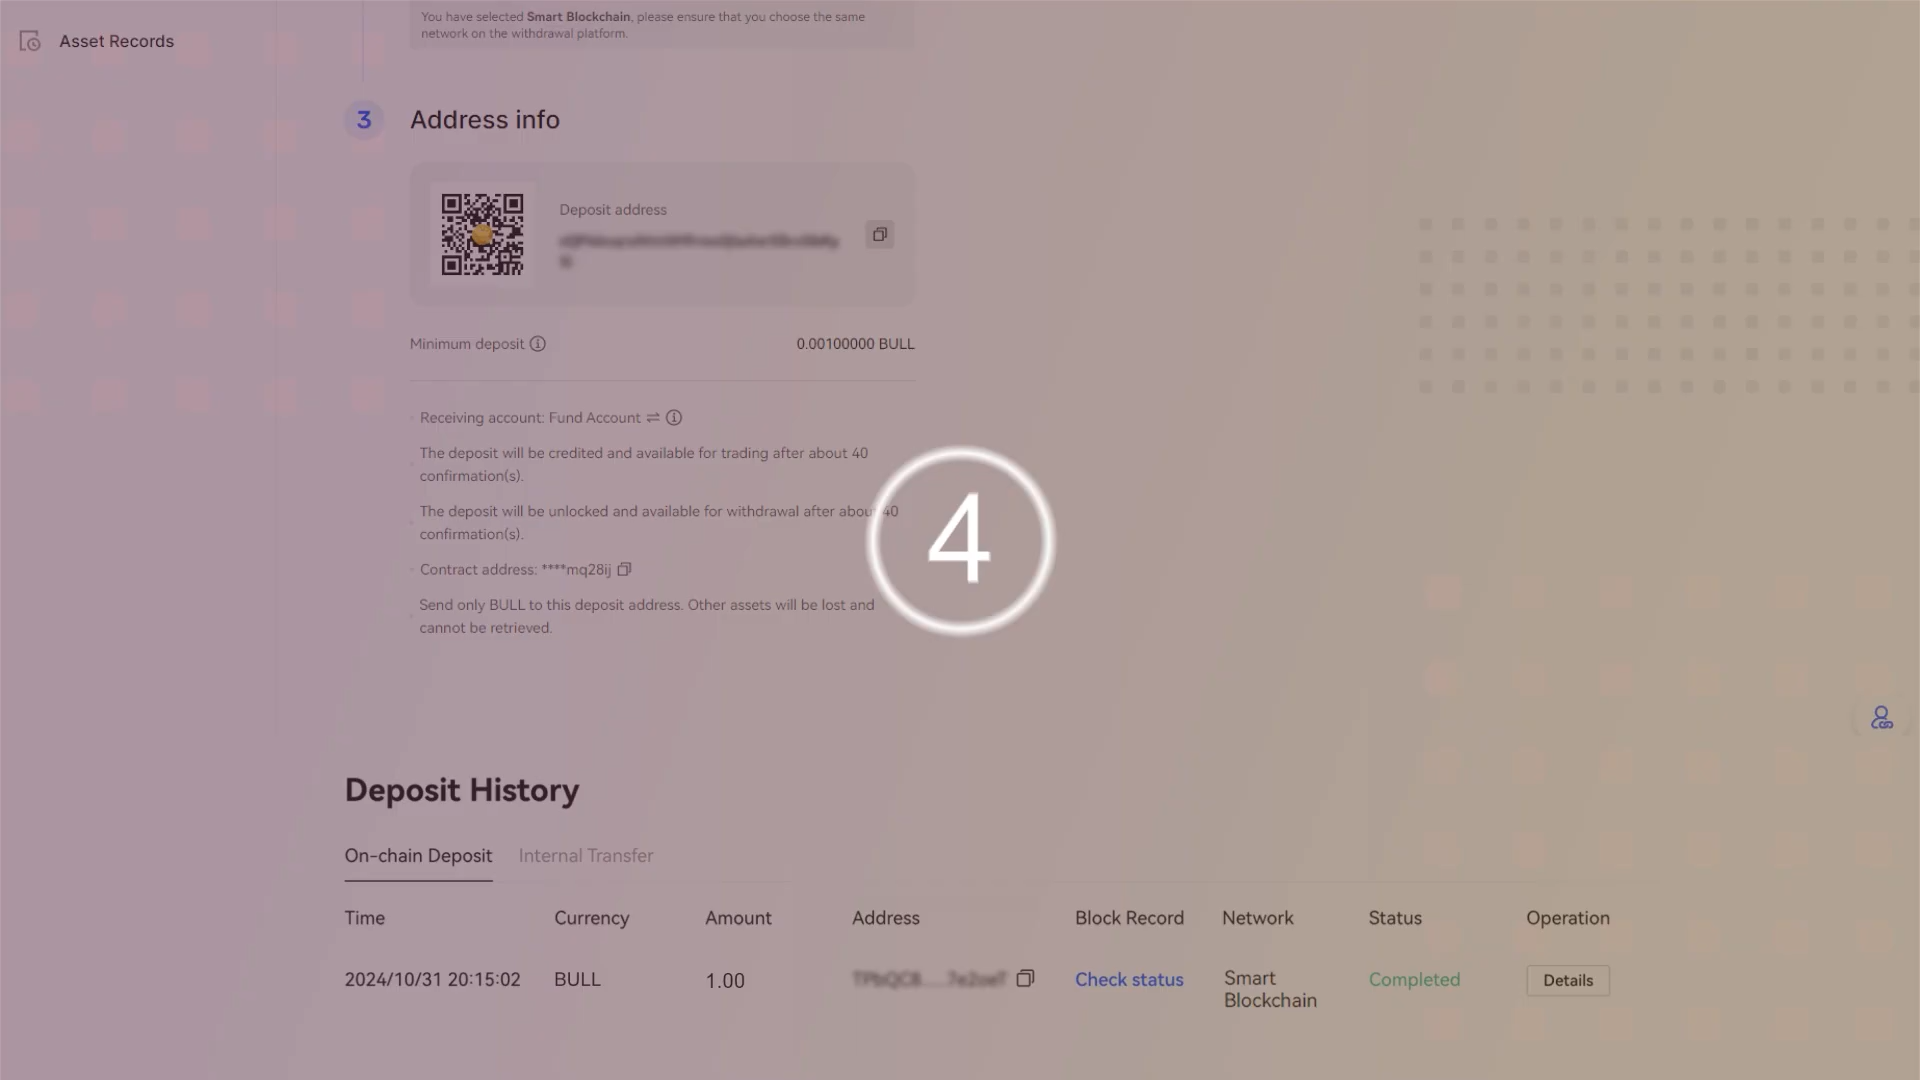 You have selected Smart Blockchain, please ensure that you choose the same
network on the withdrawal platform.
Asset Records
3 Address info
Deposit address
Minimum deposit 0.00100000 BULL
Receiving account: Fund Account
The deposit will be credited and available for trading after about 40
confirmation(s).
The deposit will be unlocked and available for withdrawal after about 40
confirmation(s).
4
Contract address: ****mq28ij
Send only BULL to this deposit address. Other assets will be lost and
cannot be retrieved.
Deposit History
On-chain Deposit Internal Transfer
Time Currency Amount Address Block Record Network Status Operation
2024/10/31 20:15:02 BULL 1.00 Check status Smart Completed Details
Blockchain